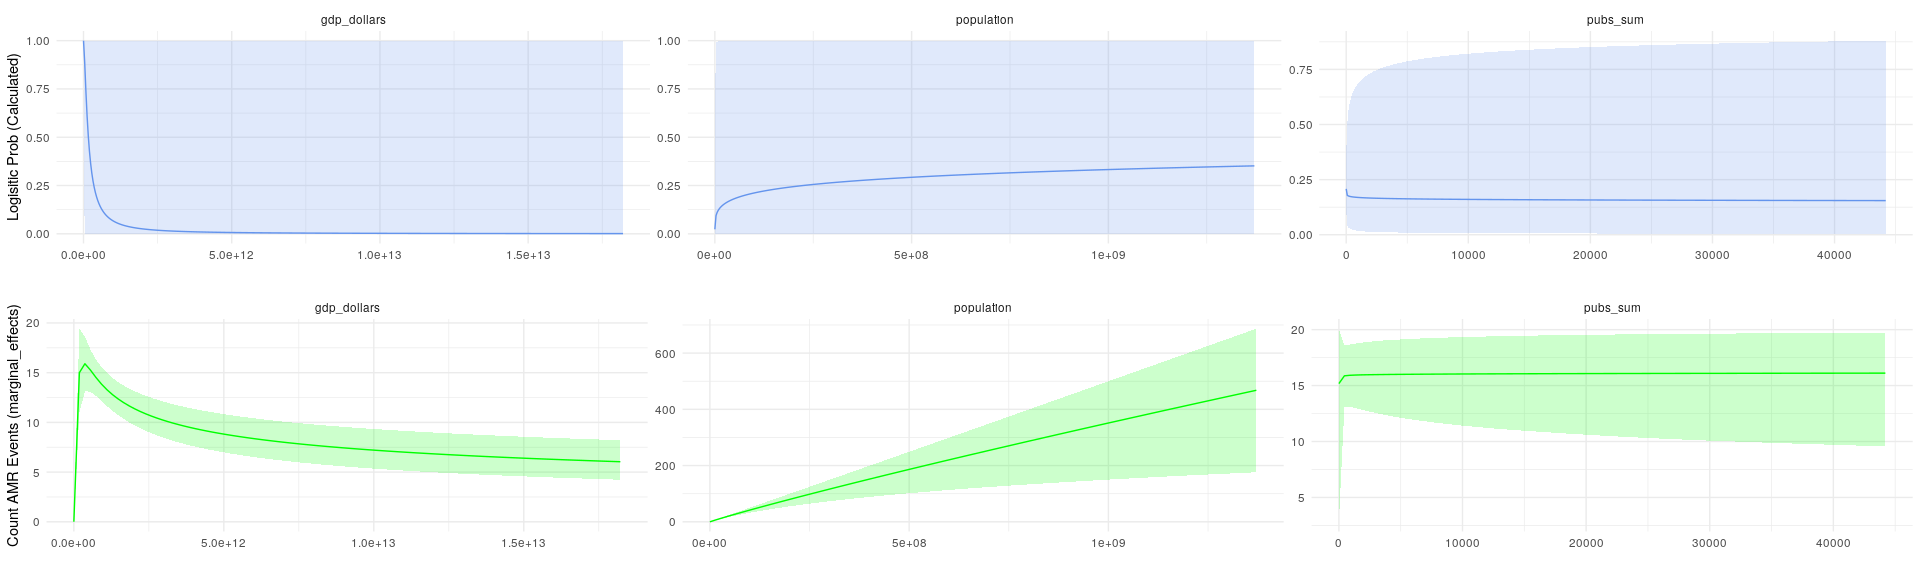 gdp_dollars
population
pubs_sum
Logisitic Prob (Calculated)
1.00
0.75
0.50
0.25
0.00
0.0e+00
5.0e+12
1.0e+13
1.5e+13
1.00
0.75
0.50
0.25
0.00
0e+00
5e+08
1e+09
0.75
0.50
0.25
0.00
0
10000
20000
30000
40000
gdp_dollars
population
pubs_sum
Count AMR Events (marginal_effects)
20
15
10
5
0
0.0e+00
5.0e+12
1.0e+13
1.5e+13
600
400
200
0
0e+00
5e+08
1e+09
20
15
10
5
0
10000
20000
30000
40000